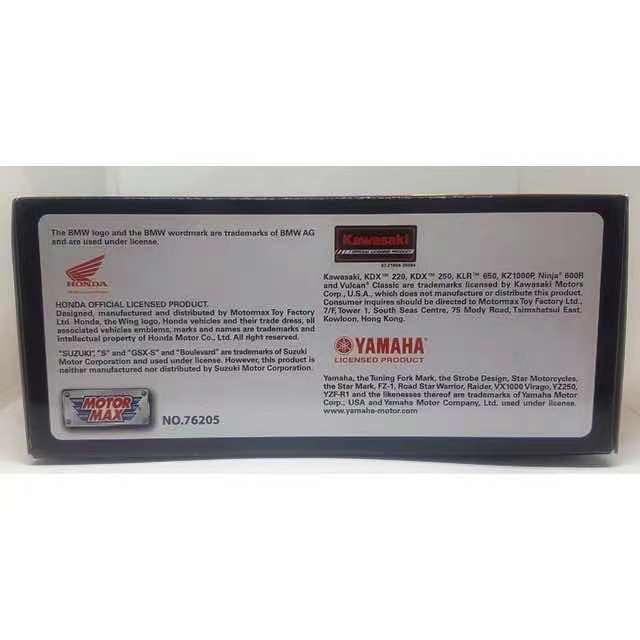 The BMW logo and the BMW wordmark are trademarks of BMW AG
and are used under license.
HONDA
HONDA OFFICIAL LICENSED PRODUCT.
Designed, manufactured and distributed by Motormax Toy Factory
Ltd. Honda, the Wing logo, Honda vehicles and their trade dress, all
associated vehicles emblems, marks and names are trademarks and
intellectual property of Honda Motor Co., Ltd. All right reserved.
"SUZUKI", "S" and "GSX-S" and "Boulevard" are trademarks of Suzuki
Motor Corporation and used under license. However, this product is
neither manufactured nor distributed by Suzuki Motor Corporation.
MOTOR
MAX
NO.76205
Kawasaki
OFFICIAL LICENSED PRODUCT
Kawasaki, KDX™ 220, KDX™ 250, KLR™ 650, KZ1000P, Ninja® 600R
and Vulcan® Classic are trademarks licensed by Kawasaki Motors
Corp., U.S.A., which does not manufacture or distribute this product.
Consumer inquires should be directed to Motormax Toy Factory Ltd.,
7/F, Tower 1, South Seas Centre, 75 Mody Road, Tsimshatsui East,
Kowloon, Hong Kong.
YAMAHA
LICENSED PRODUCT
Yamaha, the Tuning Fork Mark, the Strobe Design, Star Motorcycles,
the Star Mark, FZ-1, Road Star Warrior, Raider, VX1000 Virago, YZ250,
YZF-R1 and the likenesses thereof are trademarks of Yamaha Motor
Corp., USA and Yamaha Motor Company, Ltd. used under license.
www.yamaha-motor.com